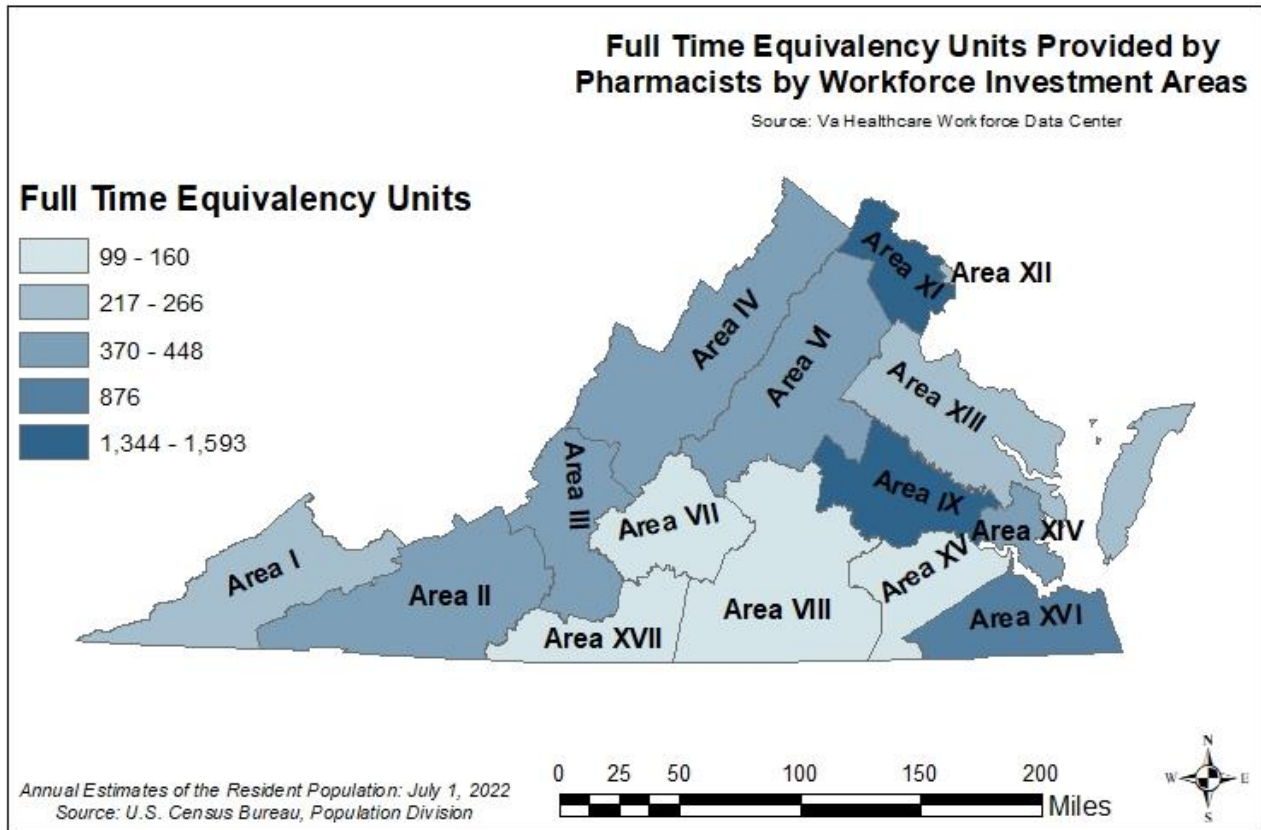 Full Time Equivalency Units Provided by
Pharmacists by Workforce Investment Areas
Source: Va Healthcare Workforce Data Center
Full Time Equivalency Units
99 - 160
217 - 266
370 - 448
876
1,344 - 1,593
Area XI
Area XII
Area IV
Area VI
Area XIII
Area III
Area IX
Area VII
Area XIV
Area XV
Area I
Area II
Area VIII
Area XVI
Area XVII
Annual Estimates of the Resident Population: July 1, 2022
Source: U.S. Census Bureau, Population Division
0 25 50 100 150 200
Miles
N
W E
S